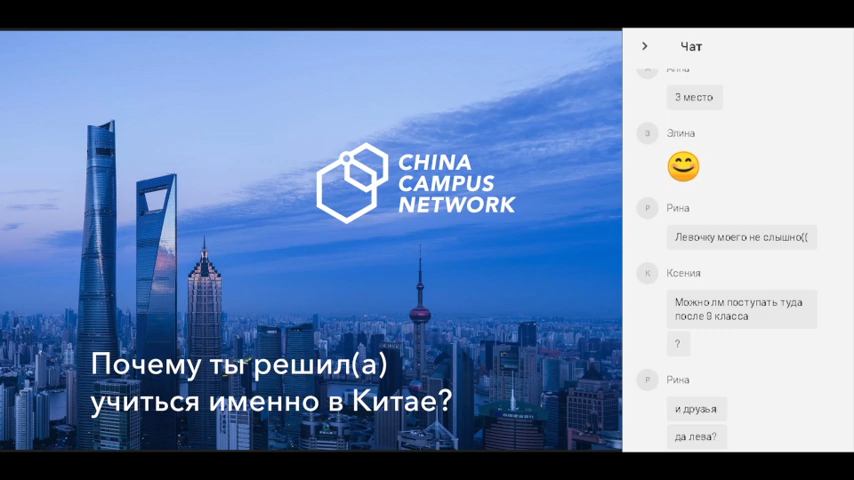 CHINA
CAMPUS
NETWORK
Почему ты решил(а)
учиться именно в Китае?
Чат
Анна
3 место
З
Элина
Р
Рина
Левочку моего не слышно((
К
Ксения
Можно лм поступать туда
после 9 класса
?
Р
Рина
и друзья
да лева?